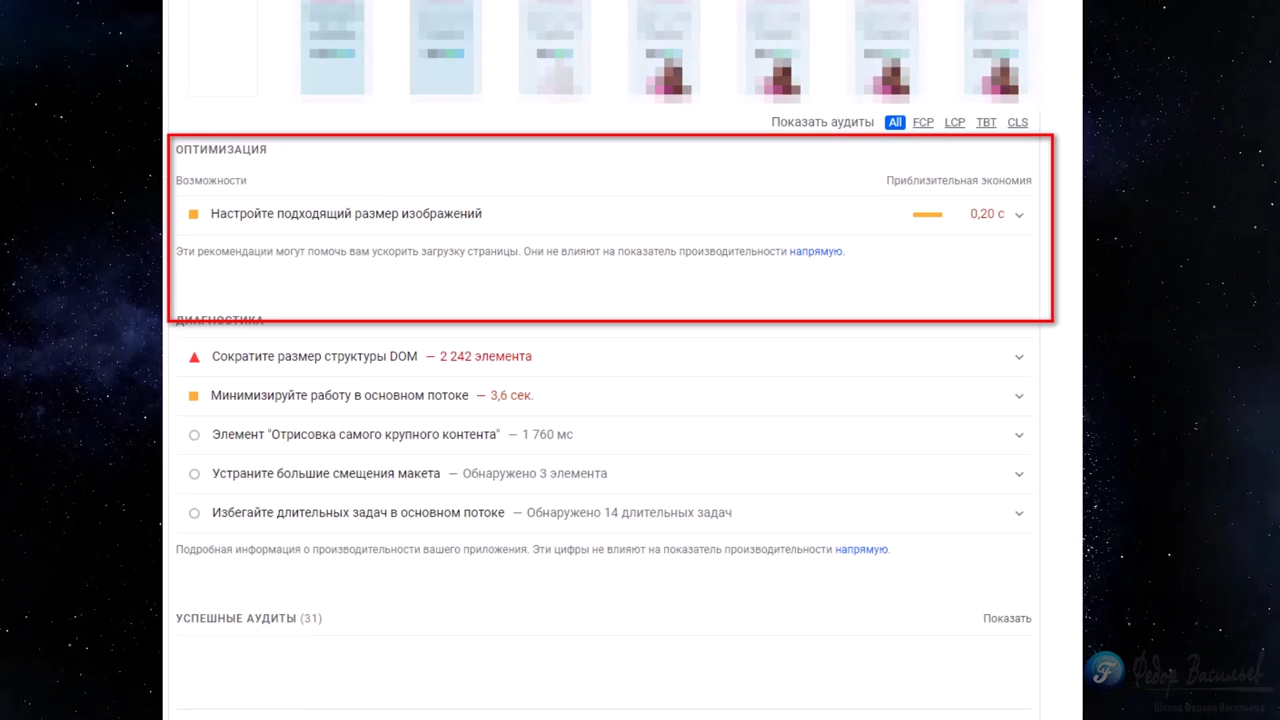 Показать аудиты All FCP LCP TBT CLS
ОПТИМИЗАЦИЯ
Возможности Приблизительная экономия
Настройте подходящий размер изображений 0,20 с
Эти рекомендации могут помочь вам ускорить загрузку страницы. Они не влияют на показатель производительности напрямую.
ДИАГНОСТИКА
Сократите размер структуры DOM — 2 242 элемента
Минимизируйте работу в основном потоке — 3,6 сек.
Элемент "Отрисовка самого крупного контента" — 1 760 мс
Устраните большие смещения макета — Обнаружено 3 элемента
Избегайте длительных задач в основном потоке — Обнаружено 14 длительных задач
Подробная информация о производительности вашего приложения. Эти цифры не влияют на показатель производительности напрямую.
УСПЕШНЫЕ АУДИТЫ (31) Показать
Федор Васильев
Школа Федора Васильева